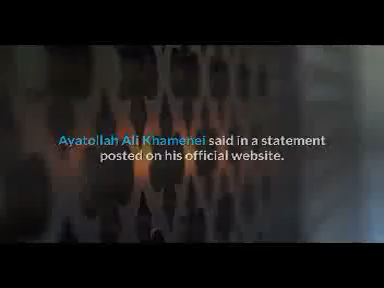 Ayatollah Ali Khamenei said in a statement
posted on his official website.